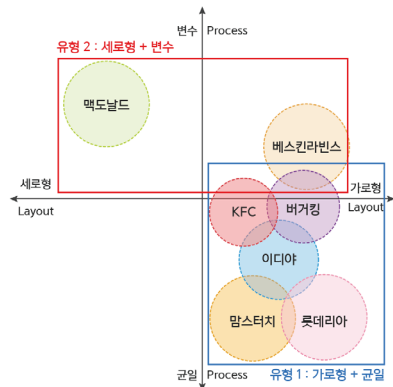 변수 Process
유형 2 : 세로형 + 변수
맥도날드
베스킨라빈스
세로형
Layout
가로형
Layout
KFC
버거킹
이디야
맘스터치
롯데리아
균일 Process
유형 1 : 가로형 + 균일